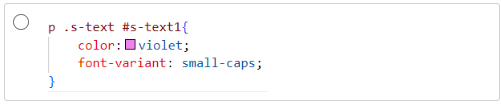 p .s-text #s-text1{
color:violet;
font-variant: small-caps;
}